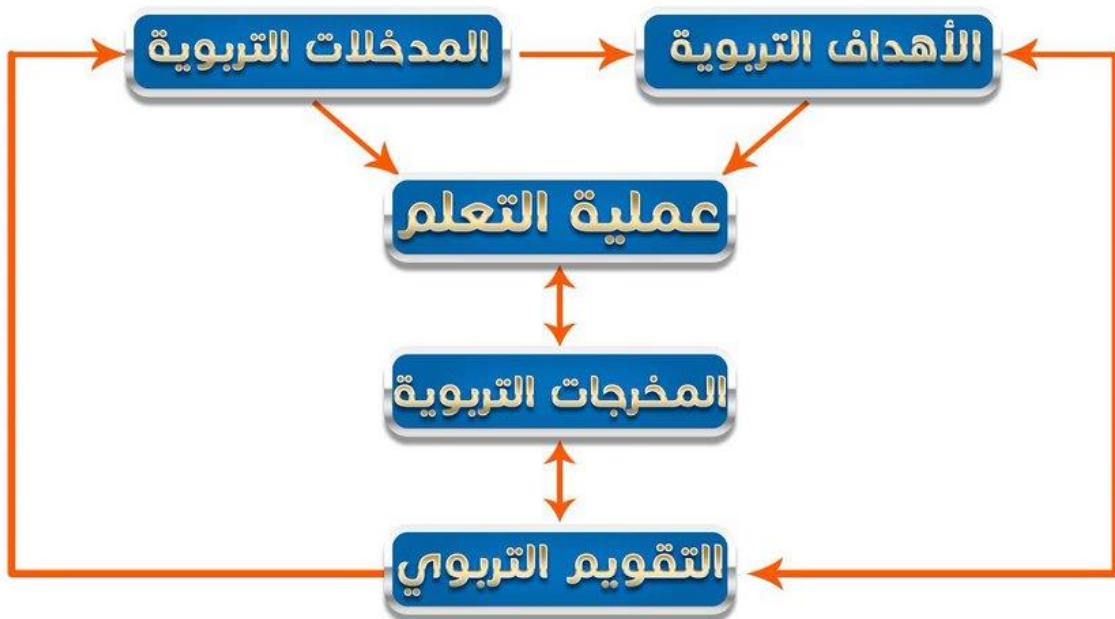 الأهداف التربوية
المدخلات التربوية
عملية التعلم
المخرجات التربوية
التقويم التربوي